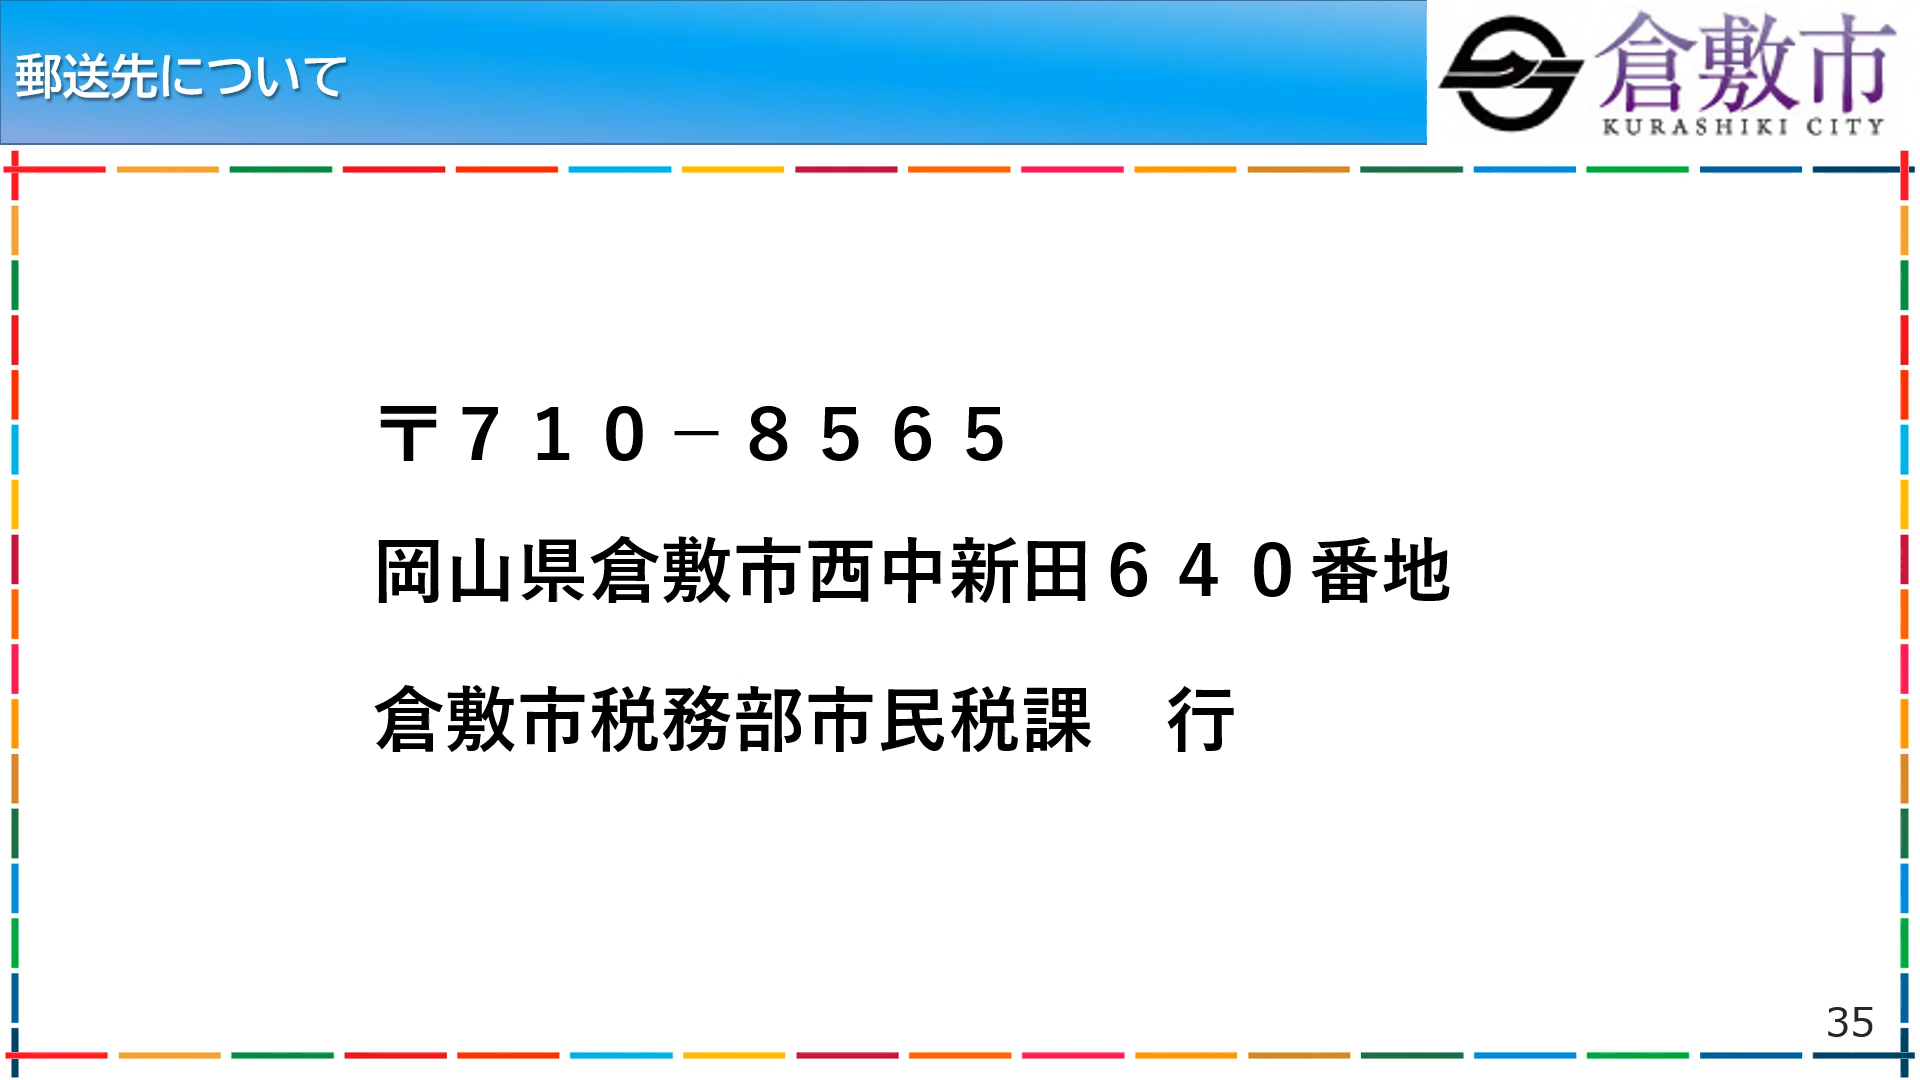 郵送先について
倉敷市
KURASHIKI CITY
〒７１０－８５６５
岡山県倉敷市西中新田６４０番地
倉敷市税務部市民税課　行
35